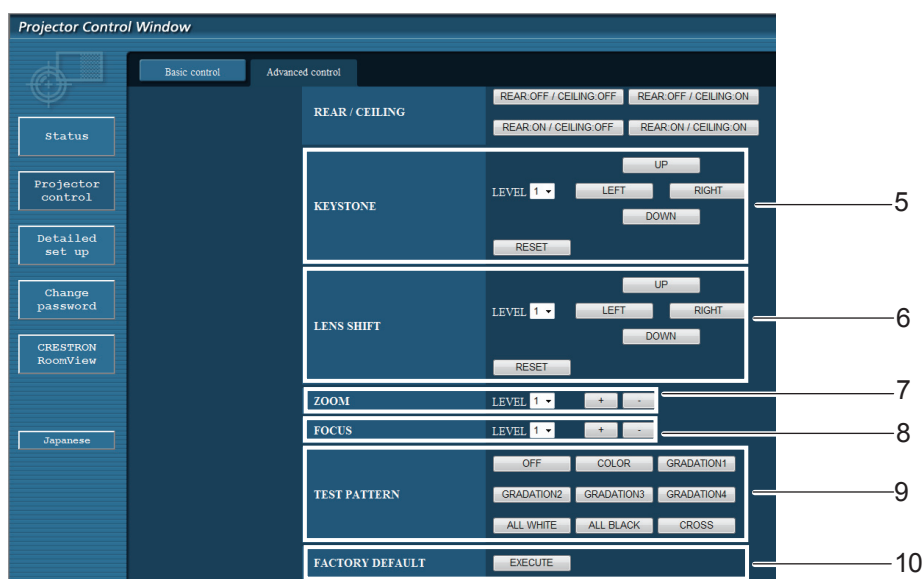 Projector Control Window
Basic control Advanced control
REAR / CEILING
REAR:OFF / CEILING:OFF REAR:OFF / CEILING:ON
REAR:ON / CEILING:OFF REAR:ON / CEILING:ON
Status
Projector
control
Detailed
set up
Change
password
CRESTRON
RoomView
Japanese
KEYSTONE
LEVEL 1
UP
LEFT RIGHT
DOWN
RESET
5
LENS SHIFT
LEVEL 1
UP
LEFT RIGHT
DOWN
RESET
6
ZOOM LEVEL 1 + -
7
FOCUS LEVEL 1 + -
8
TEST PATTERN
OFF COLOR GRADATION1
GRADATION2 GRADATION3 GRADATION4
ALL WHITE ALL BLACK CROSS
9
FACTORY DEFAULT EXECUTE
10